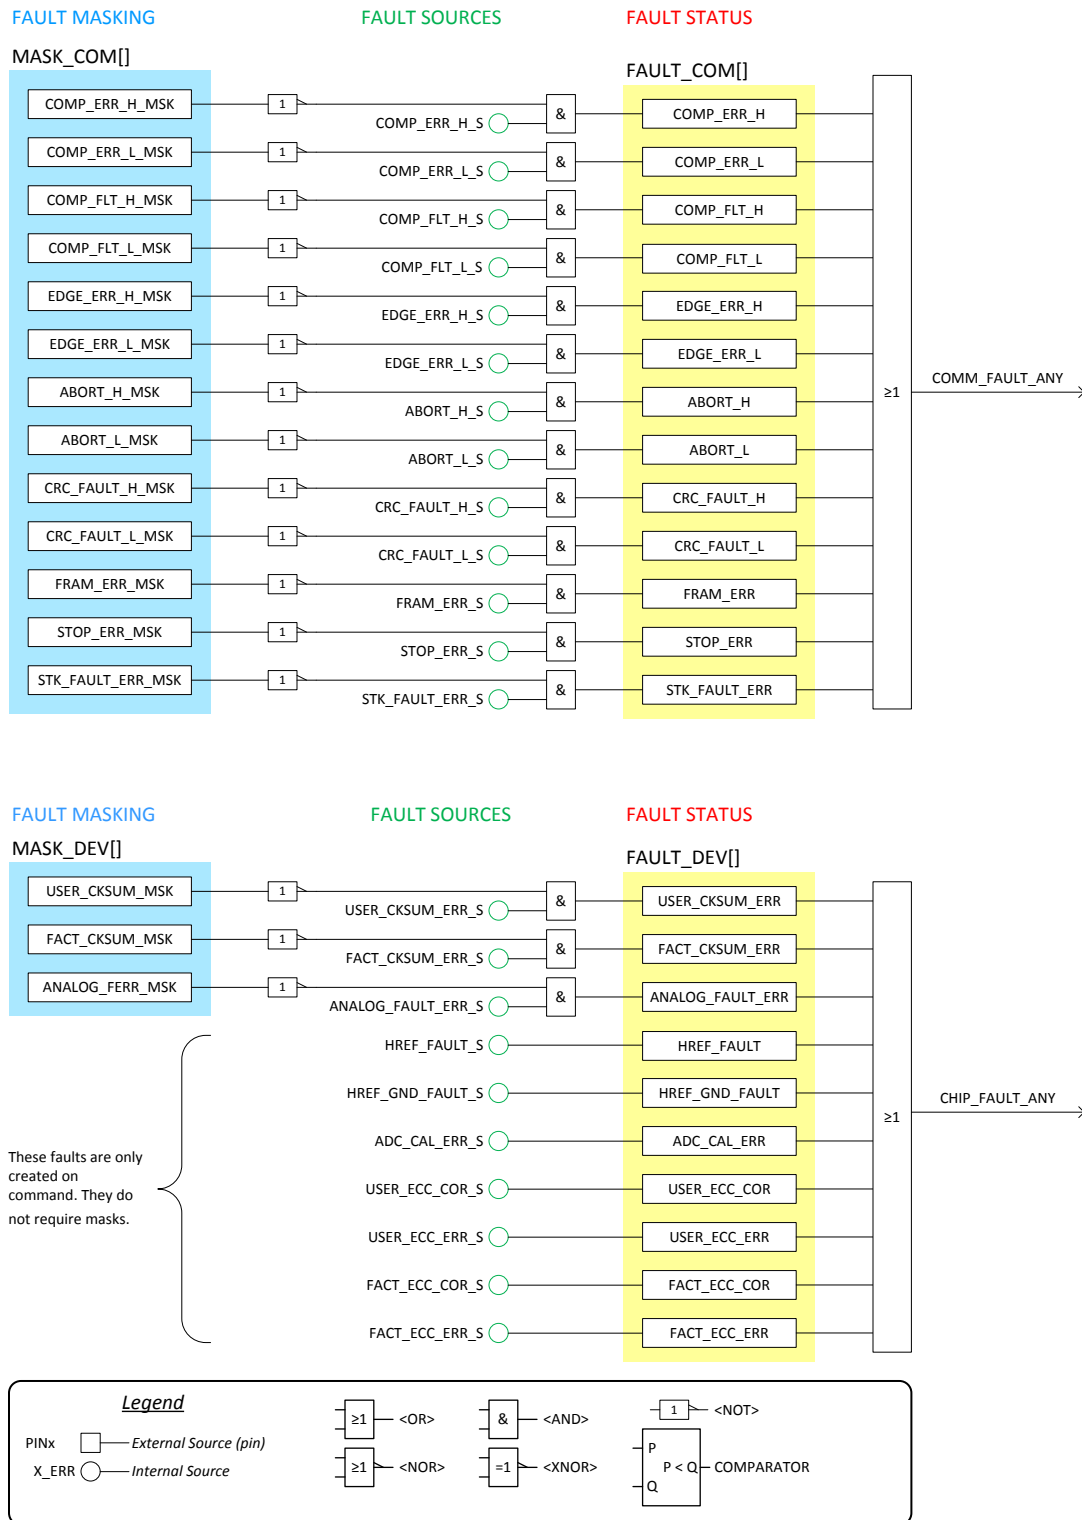 FAULT MASKING FAULT SOURCES FAULT STATUS
MASK_COM[]
FAULT_COM[]
COMP_ERR_H_MSK 1 COMP_ERR_H_S & COMP_ERR_H
COMP_ERR_L_MSK 1 COMP_ERR_L_S & COMP_ERR_L
COMP_FLT_H_MSK 1 COMP_FLT_H_S & COMP_FLT_H
COMP_FLT_L_MSK 1 COMP_FLT_L_S & COMP_FLT_L
EDGE_ERR_H_MSK 1 EDGE_ERR_H_S & EDGE_ERR_H
EDGE_ERR_L_MSK 1 EDGE_ERR_L_S & EDGE_ERR_L
ABORT_H_MSK 1 ABORT_H_S & ABORT_H
≥1 COMM_FAULT_ANY
ABORT_L_MSK 1 ABORT_L_S & ABORT_L
CRC_FAULT_H_MSK 1 CRC_FAULT_H_S & CRC_FAULT_H
CRC_FAULT_L_MSK 1 CRC_FAULT_L_S & CRC_FAULT_L
FRAM_ERR_MSK 1 FRAM_ERR_S & FRAM_ERR
STOP_ERR_MSK 1 STOP_ERR_S & STOP_ERR
STK_FAULT_ERR_MSK 1 STK_FAULT_ERR_S & STK_FAULT_ERR
FAULT MASKING FAULT SOURCES FAULT STATUS
MASK_DEV[]
FAULT_DEV[]
USER_CKSUM_MSK 1 USER_CKSUM_ERR_S & USER_CKSUM_ERR
FACT_CKSUM_MSK 1 FACT_CKSUM_ERR_S & FACT_CKSUM_ERR
ANALOG_FERR_MSK 1 ANALOG_FAULT_ERR_S & ANALOG_FAULT_ERR
HREF_FAULT_S HREF_FAULT
HREF_GND_FAULT_S HREF_GND_FAULT
≥1 CHIP_FAULT_ANY
ADC_CAL_ERR_S ADC_CAL_ERR
USER_ECC_COR_S USER_ECC_COR
USER_ECC_ERR_S USER_ECC_ERR
FACT_ECC_COR_S FACT_ECC_COR
FACT_ECC_ERR_S FACT_ECC_ERR
These faults are only
created on
command. They do
not require masks.
Legend
PINx External Source (pin)
X_ERR Internal Source
≥1 <OR>
≥1 <NOR>
& <AND>
=1 <XNOR>
1 <NOT>
P
P < Q COMPARATOR
Q